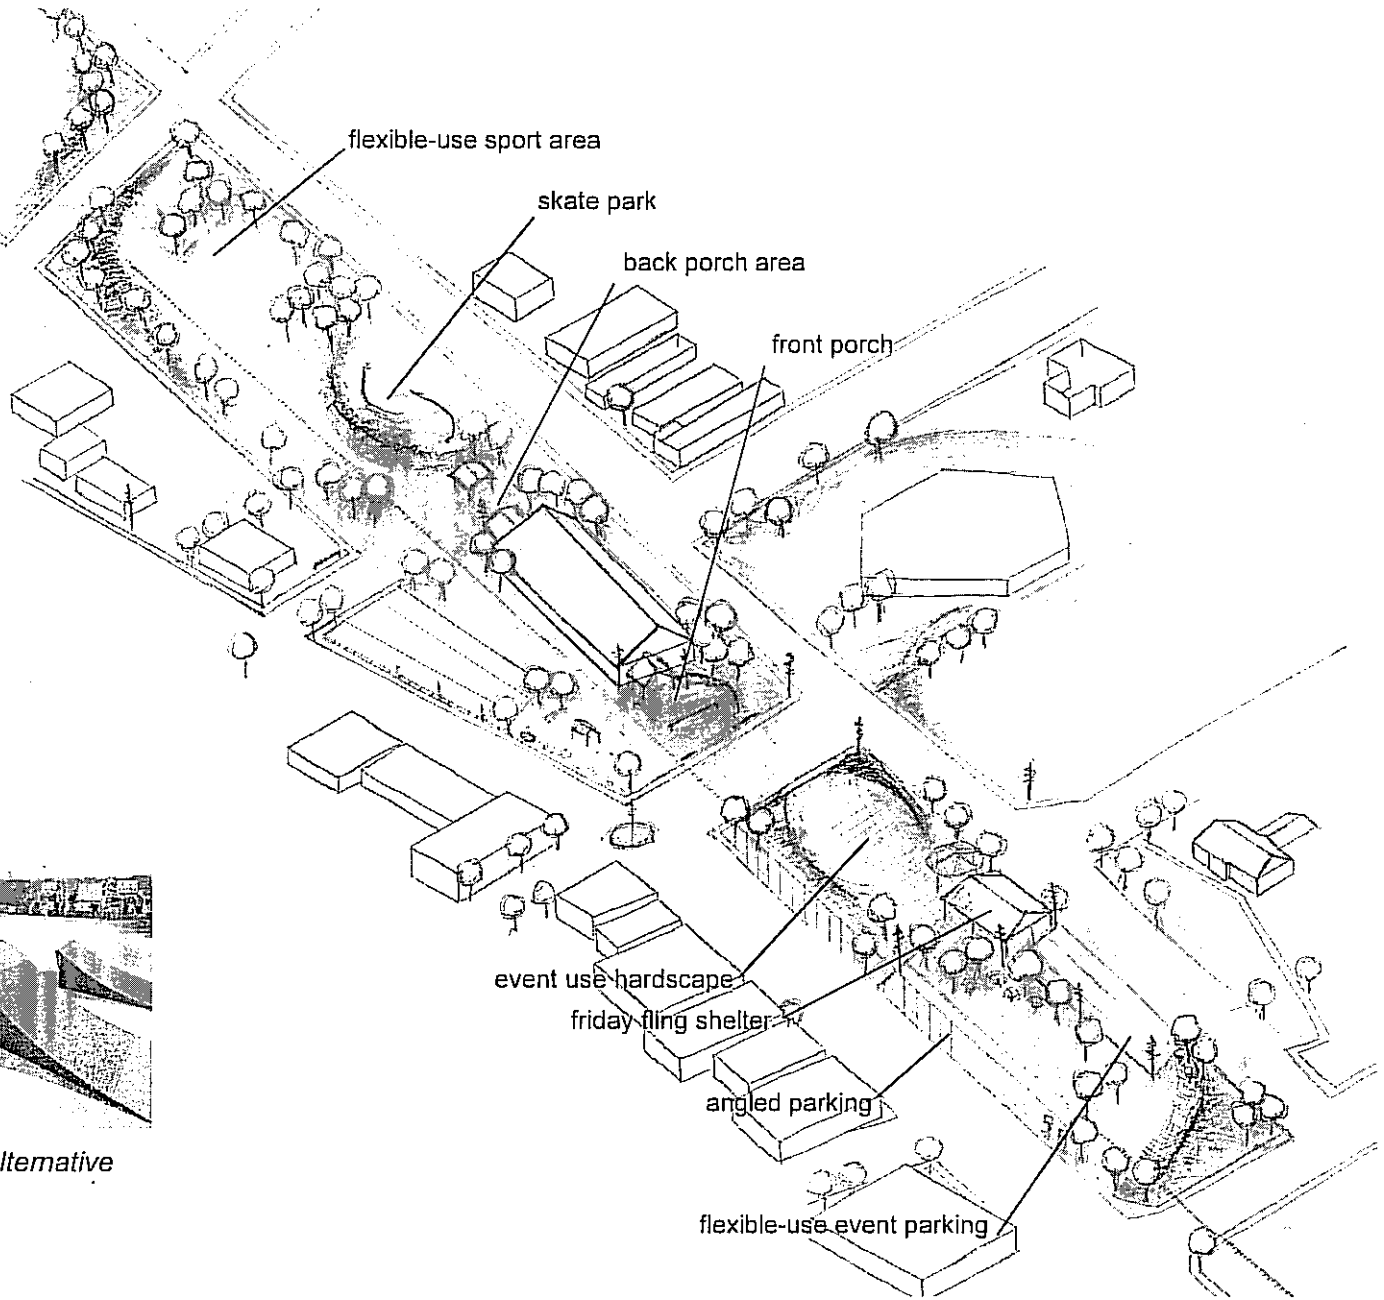 flexible-use sport area
skate park
back porch area
front porch
event use hardscape
friday fling shelter
angled parking
lternative
flexible-use event parking